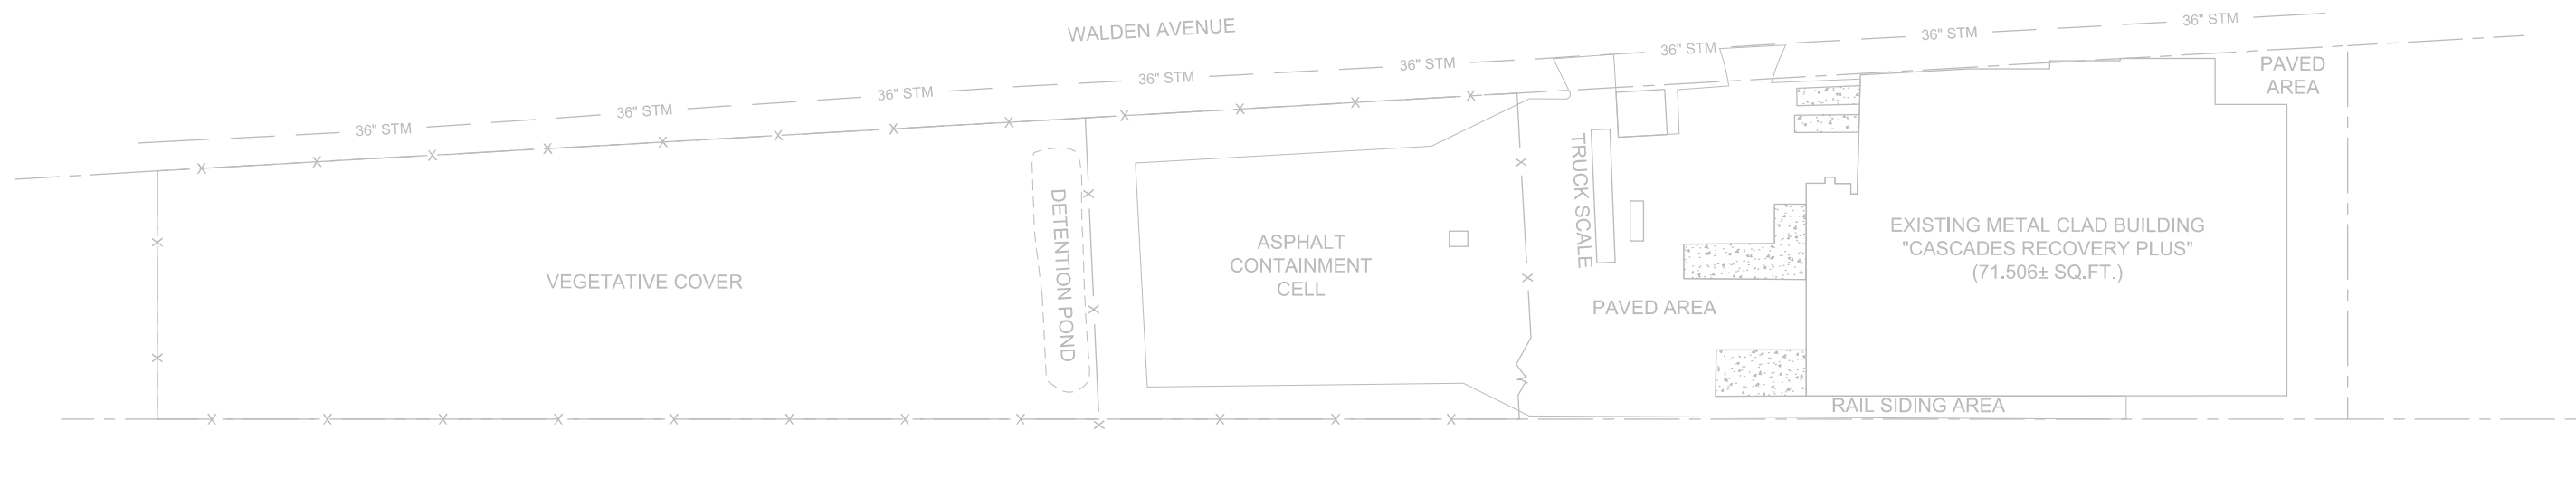 WALDEN AVENUE
36" STM
36" STM
36" STM
36" STM
36" STM
36" STM
36" STM
36" STM
PAVED
AREA
VEGETATIVE COVER
DETENTION POND
ASPHALT
CONTAINMENT
CELL
TRUCK SCALE
PAVED AREA
EXISTING METAL CLAD BUILDING
"CASCADES RECOVERY PLUS"
(71.506± SQ.FT.)
RAIL SIDING AREA